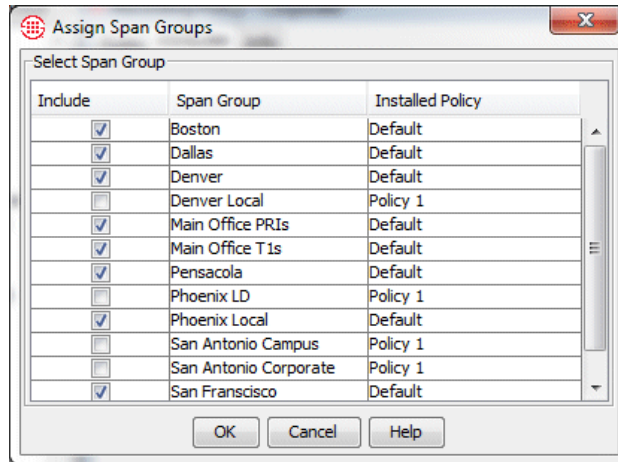 Assign Span Groups
Select Span Group
Include Span Group Installed Policy
Boston Default
Dallas Default
Denver Default
Denver Local Policy 1
Main Office PRIs Default
Main Office T1s Default
Pensacola Default
Phoenix LD Policy 1
Phoenix Local Default
San Antonio Campus Policy 1
San Antonio Corporate Policy 1
San Franscisco Default
OK Cancel Help